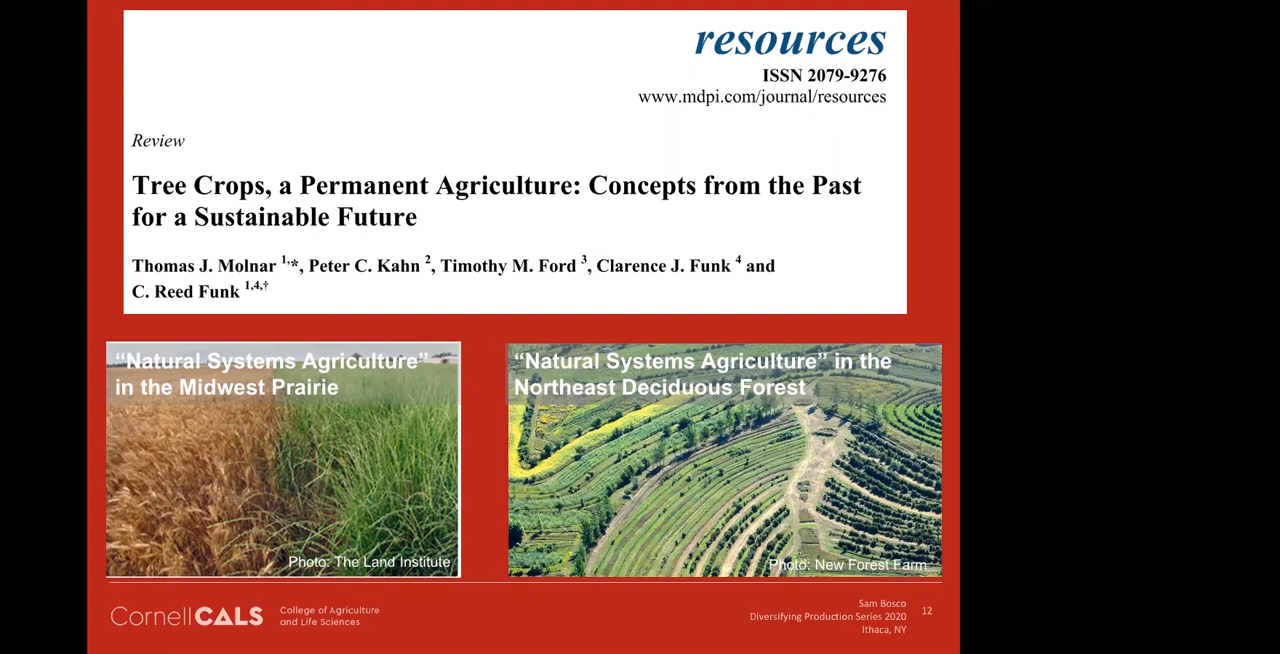 resources
ISSN 2079-9276
www.mdpi.com/journal/resources
Review
Tree Crops, a Permanent Agriculture: Concepts from the Past
for a Sustainable Future
Thomas J. Molnar 1,*, Peter C. Kahn 2, Timothy M. Ford 3, Clarence J. Funk 4 and
C. Reed Funk 1,4,†
“Natural Systems Agriculture”
in the Midwest Prairie
Photo: The Land Institute
“Natural Systems Agriculture” in the
Northeast Deciduous Forest
Photo: New Forest Farm
CornellCALS
College of Agriculture
and Life Sciences
Sam Bosco
Diversifying Production Series 2020
Ithaca, NY
12